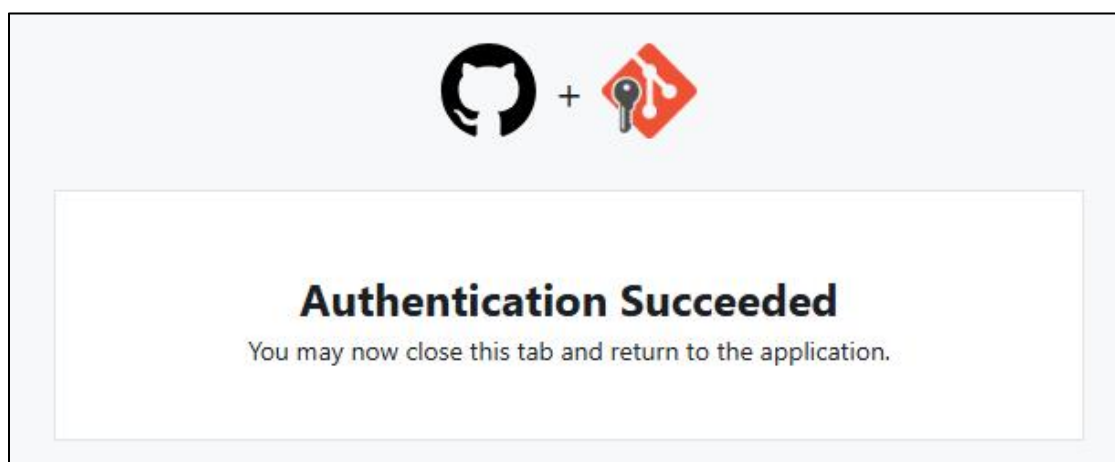 +
Authentication Succeeded
You may now close this tab and return to the application.